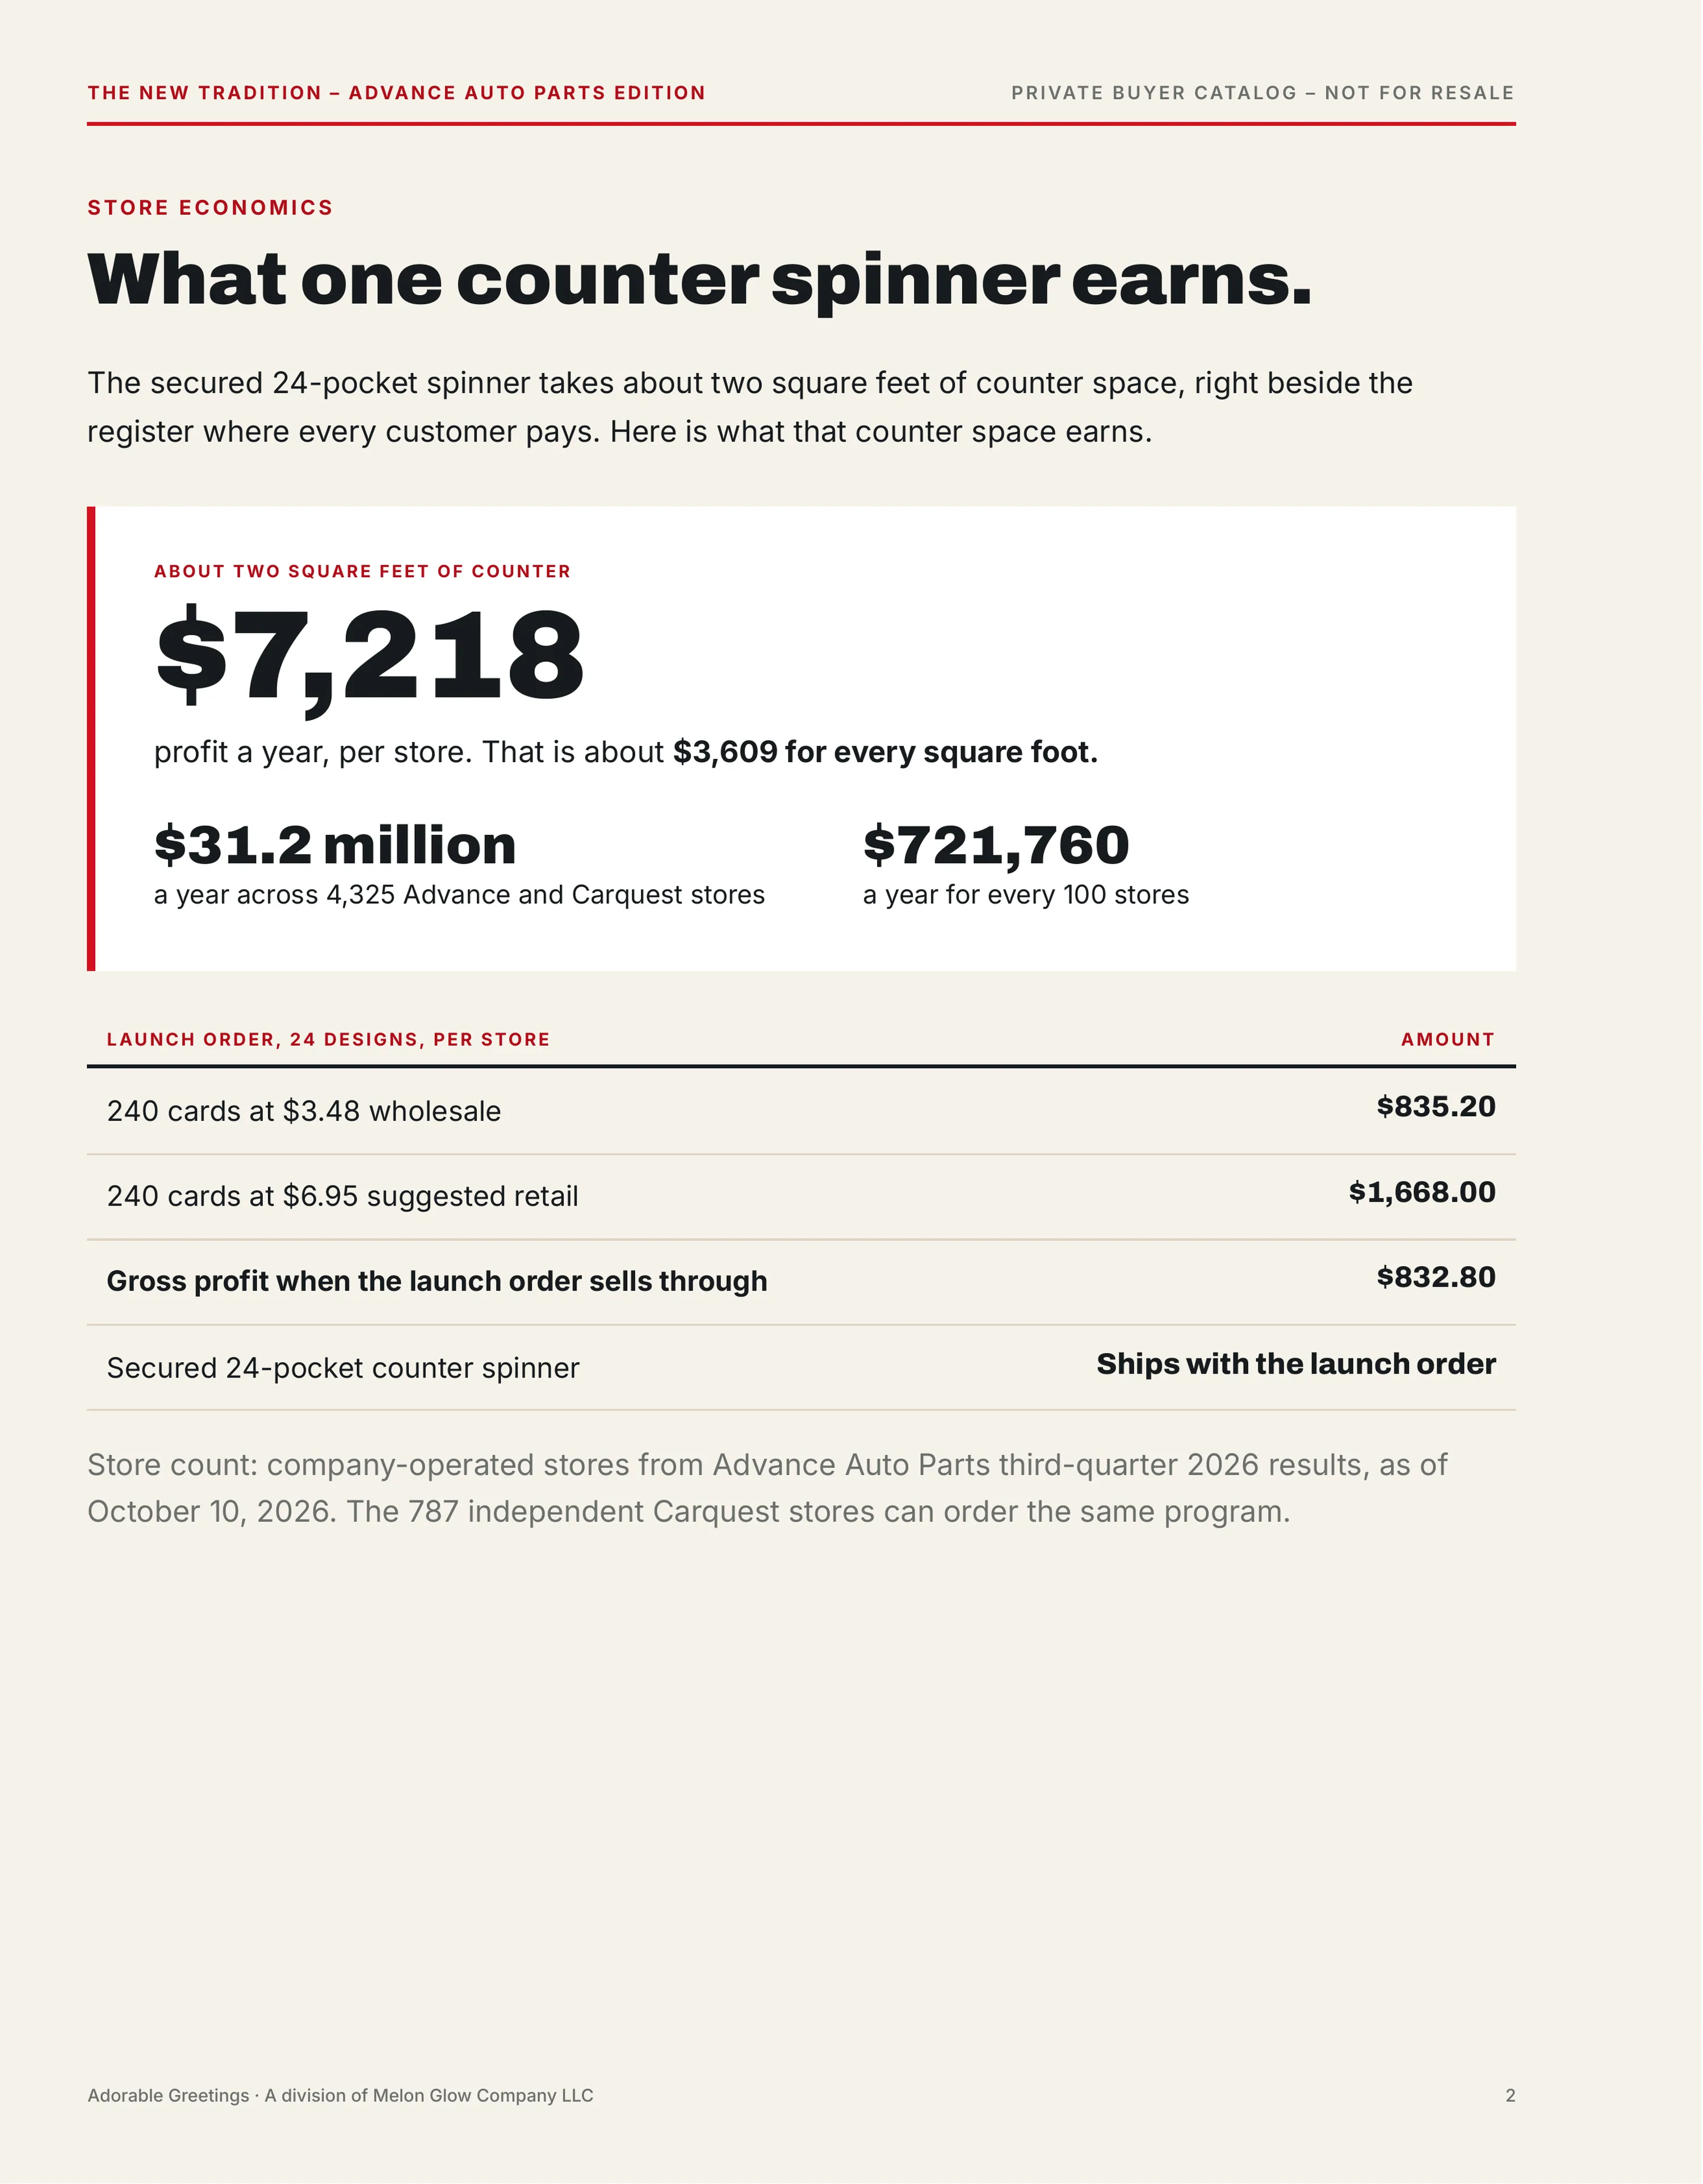 THE NEW TRADITION – ADVANCE AUTO PARTS EDITION
PRIVATE BUYER CATALOG – NOT FOR RESALE
STORE ECONOMICS
What one counter spinner earns.
The secured 24-pocket spinner takes about two square feet of counter space, right beside the
register where every customer pays. Here is what that counter space earns.
ABOUT TWO SQUARE FEET OF COUNTER
$7,218
profit a year, per store. That is about $3,609 for every square foot.
$31.2 million
a year across 4,325 Advance and Carquest stores
$721,760
a year for every 100 stores
LAUNCH ORDER, 24 DESIGNS, PER STORE
AMOUNT
240 cards at $3.48 wholesale
$835.20
240 cards at $6.95 suggested retail
$1,668.00
Gross profit when the launch order sells through
$832.80
Secured 24-pocket counter spinner
Ships with the launch order
Store count: company-operated stores from Advance Auto Parts third-quarter 2026 results, as of
October 10, 2026. The 787 independent Carquest stores can order the same program.
Adorable Greetings · A division of Melon Glow Company LLC
2